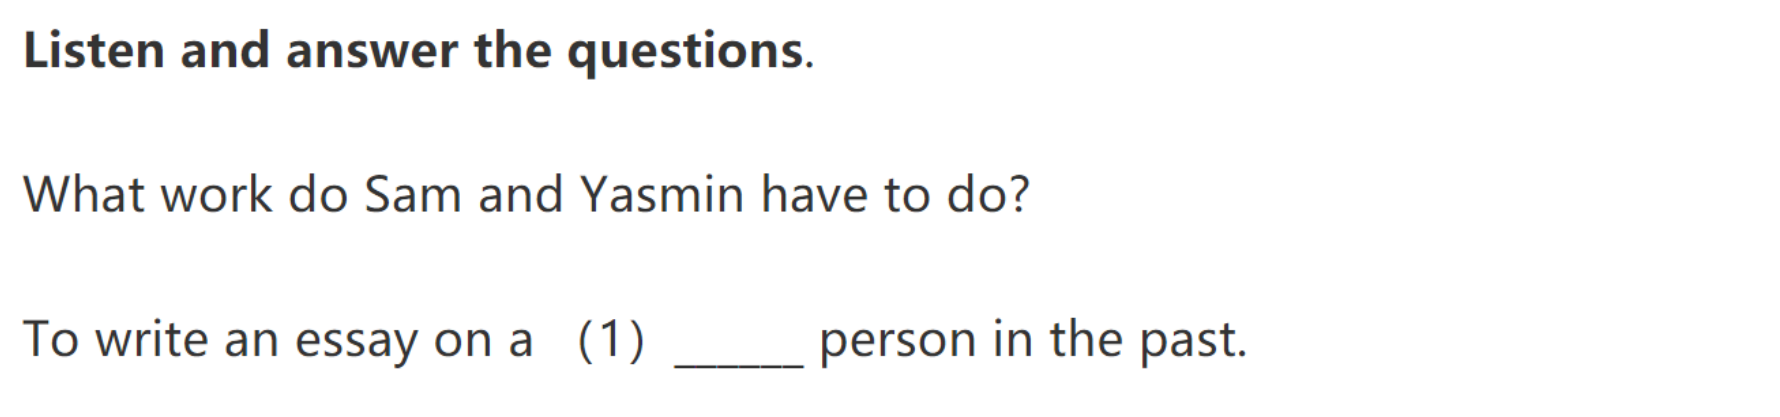 Listen and answer the questions.
What work do Sam and Yasmin have to do?
To write an essay on a （1） ______ person in the past.